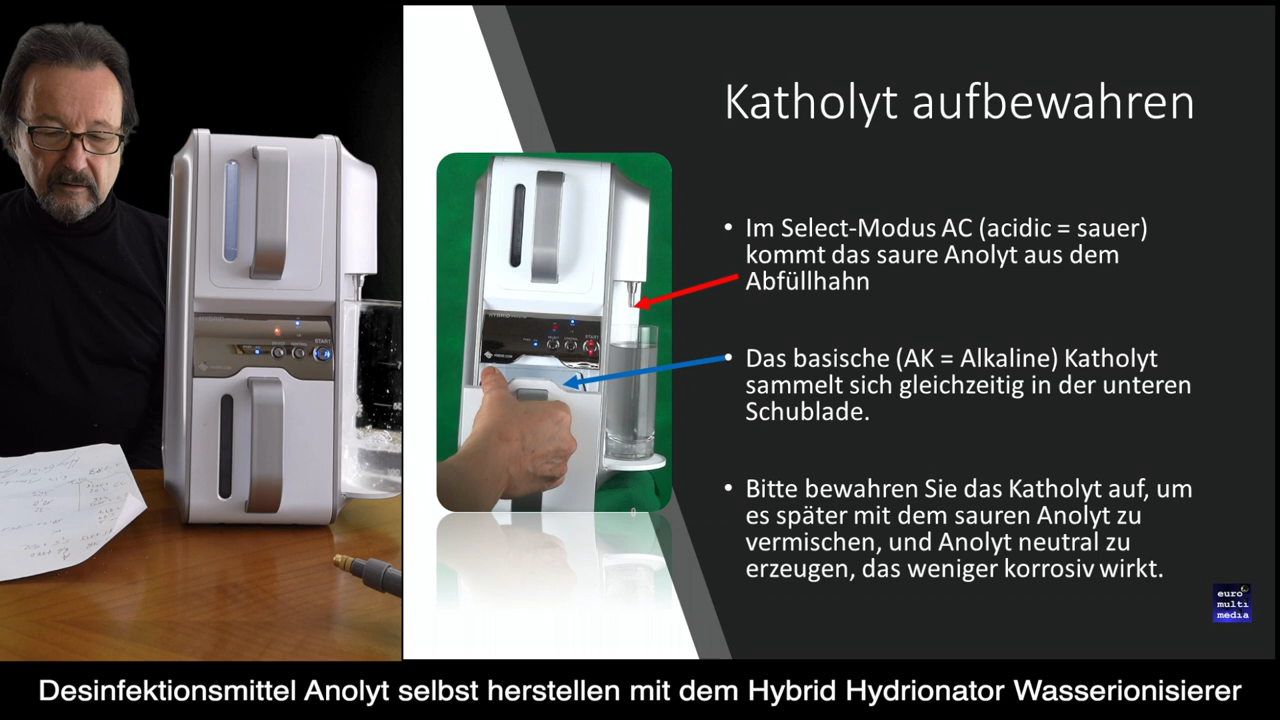 Katholyt aufbewahren
• Im Select-Modus AC (acidic = sauer)
kommt das saure Anolyt aus dem
Abfüllhahn
• Das basische (AK = Alkaline) Katholyt
sammelt sich gleichzeitig in der unteren
Schublade.
• Bitte bewahren Sie das Katholyt auf, um
es später mit dem sauren Anolyt zu
vermischen, und Anolyt neutral zu
erzeugen, das weniger korrosiv wirkt.
START
START
euro
multi
media
Desinfektionsmittel Anolyt selbst herstellen mit dem Hybrid Hydrionator Wasserionisierer